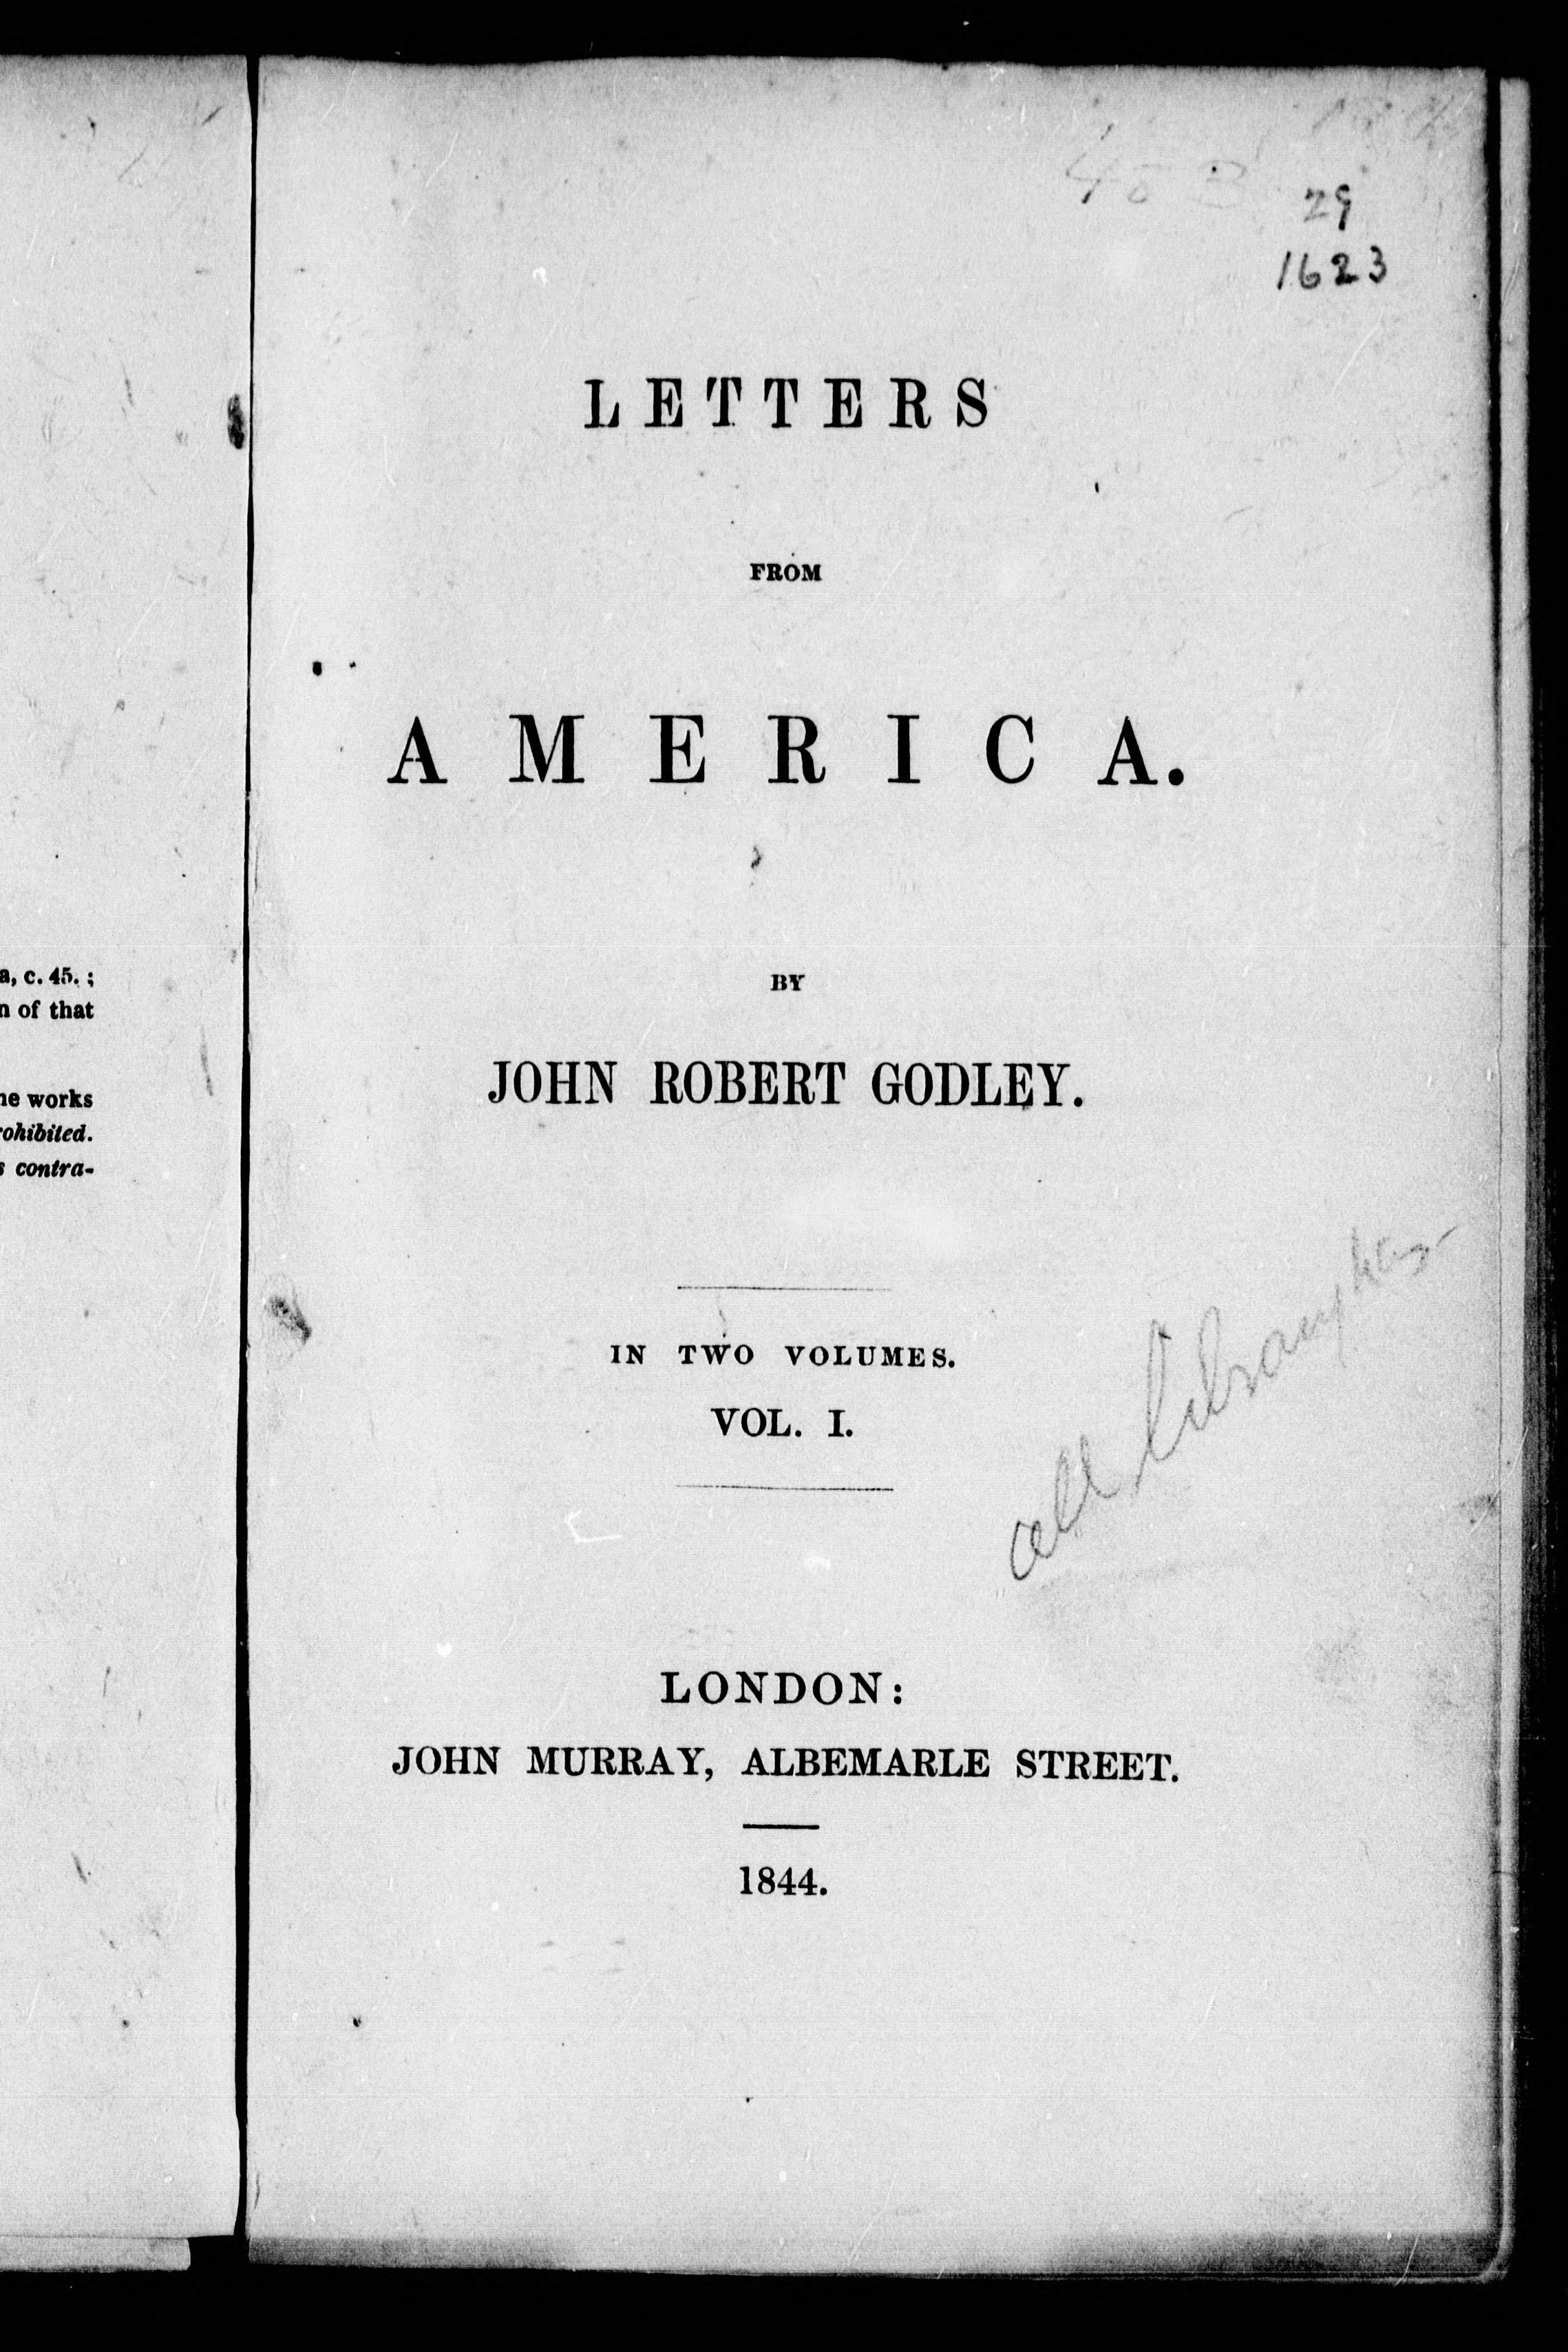 a, c. 45. ;
n of that
he works
rohibited.
s contra-
29
1623
LETTERS
FROM
AMERICA.
BY
JOHN ROBERT GODLEY.
IN TWO VOLUMES.
VOL. I.
LONDON:
JOHN MURRAY, ALBEMARLE STREET.
1844.